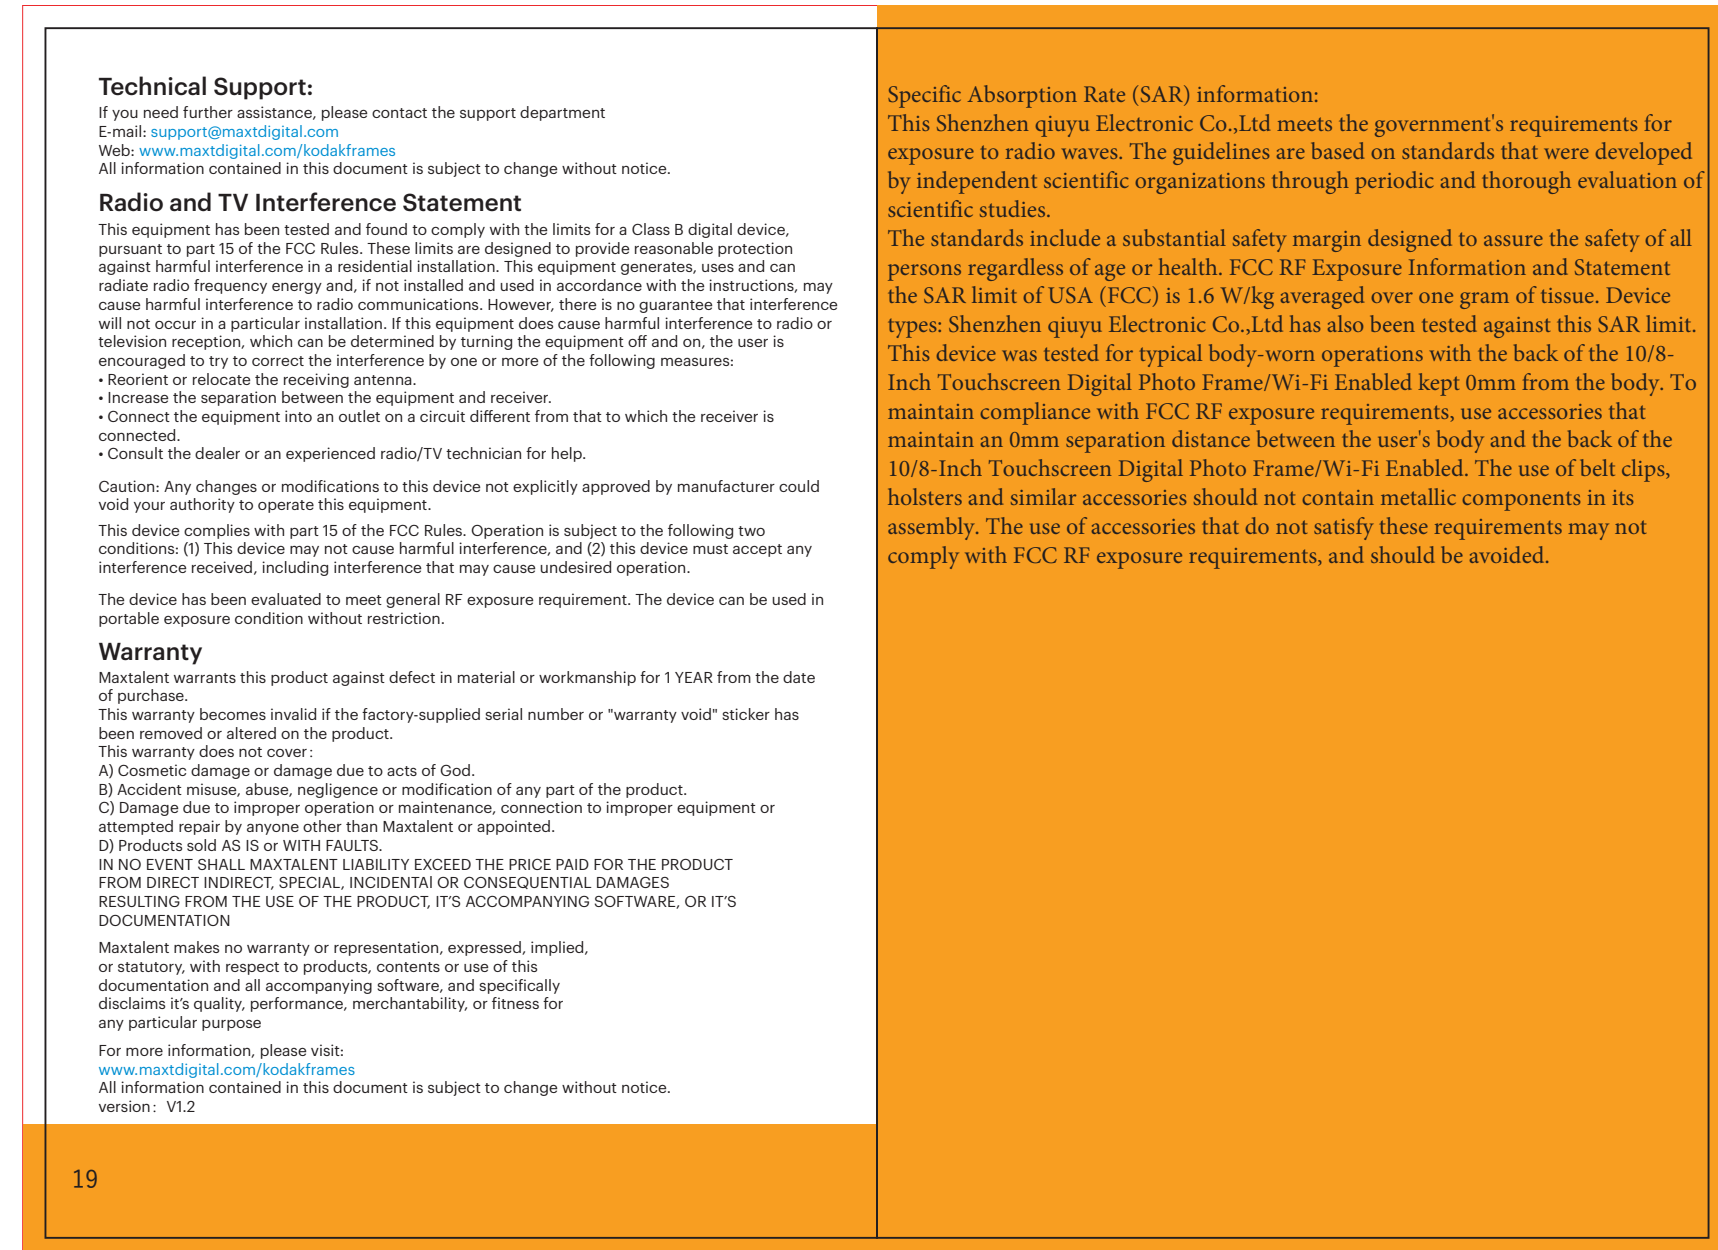 Technical Support:
If you need further assistance, please contact the support department
E-mail: support@maxtdigital.com
Web: www.maxtdigital.com/kodakframes
All information contained in this document is subject to change without notice.
Radio and TV Interference Statement
This equipment has been tested and found to comply with the limits for a Class B digital device,
pursuant to part 15 of the FCC Rules. These limits are designed to provide reasonable protection
against harmful interference in a residential installation. This equipment generates, uses and can
radiate radio frequency energy and, if not installed and used in accordance with the instructions, may
cause harmful interference to radio communications. However, there is no guarantee that interference
will not occur in a particular installation. If this equipment does cause harmful interference to radio or
television reception, which can be determined by turning the equipment off and on, the user is
encouraged to try to correct the interference by one or more of the following measures:
• Reorient or relocate the receiving antenna.
• Increase the separation between the equipment and receiver.
• Connect the equipment into an outlet on a circuit different from that to which the receiver is
connected.
• Consult the dealer or an experienced radio/TV technician for help.
Caution: Any changes or modifications to this device not explicitly approved by manufacturer could
void your authority to operate this equipment.
This device complies with part 15 of the FCC Rules. Operation is subject to the following two
conditions: (1) This device may not cause harmful interference, and (2) this device must accept any
interference received, including interference that may cause undesired operation.
The device has been evaluated to meet general RF exposure requirement. The device can be used in
portable exposure condition without restriction.
Warranty
Maxtalent warrants this product against defect in material or workmanship for 1 YEAR from the date
of purchase.
This warranty becomes invalid if the factory-supplied serial number or "warranty void" sticker has
been removed or altered on the product.
This warranty does not cover:
A) Cosmetic damage or damage due to acts of God.
B) Accident misuse, abuse, negligence or modification of any part of the product.
C) Damage due to improper operation or maintenance, connection to improper equipment or
attempted repair by anyone other than Maxtalent or appointed.
D) Products sold AS IS or WITH FAULTS.
IN NO EVENT SHALL MAXTALENT LIABILITY EXCEED THE PRICE PAID FOR THE PRODUCT
FROM DIRECT INDIRECT, SPECIAL, INCIDENTAl OR CONSEQUENTIAL DAMAGES
RESULTING FROM THE USE OF THE PRODUCT, IT'S ACCOMPANYING SOFTWARE, OR IT'S
DOCUMENTATION
Maxtalent makes no warranty or representation, expressed, implied,
or statutory, with respect to products, contents or use of this
documentation and all accompanying software, and specifically
disclaims it's quality, performance, merchantability, or fitness for
any particular purpose
For more information, please visit:
www.maxtdigital.com/kodakframes
All information contained in this document is subject to change without notice.
version: V1.2
19
Specific Absorption Rate (SAR) information:
This Shenzhen qiuyu Electronic Co.,Ltd meets the government's requirements for
exposure to radio waves. The guidelines are based on standards that were developed
by independent scientific organizations through periodic and thorough evaluation of
scientific studies.
The standards include a substantial safety margin designed to assure the safety of all
persons regardless of age or health. FCC RF Exposure Information and Statement
the SAR limit of USA (FCC) is 1.6 W/kg averaged over one gram of tissue. Device
types: Shenzhen qiuyu Electronic Co.,Ltd has also been tested against this SAR limit.
This device was tested for typical body-worn operations with the back of the 10/8-
Inch Touchscreen Digital Photo Frame/Wi-Fi Enabled kept 0mm from the body. To
maintain compliance with FCC RF exposure requirements, use accessories that
maintain an 0mm separation distance between the user's body and the back of the
10/8-Inch Touchscreen Digital Photo Frame/Wi-Fi Enabled. The use of belt clips,
holsters and similar accessories should not contain metallic components in its
assembly. The use of accessories that do not satisfy these requirements may not
comply with FCC RF exposure requirements, and should be avoided.